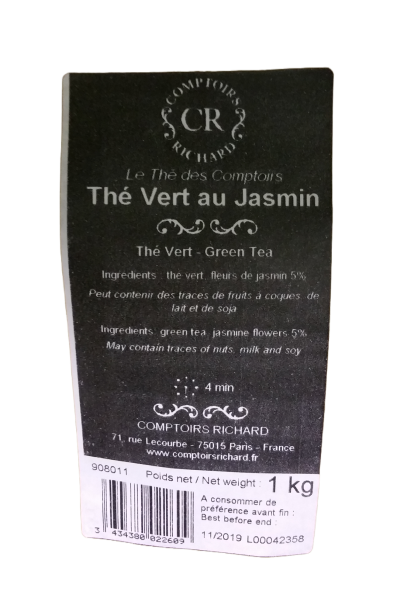 COMPTOIRS
CR
RICHARD
Le Thé des Comptoirs
Thé Vert au Jasmin
Thé Vert - Green Tea
Ingredients : thé vert, fleurs de jasmin 5%
Peut contenir des traces de fruits à coques, de
lait et de soja
Ingredients: green tea, jasmine flowers 5%
May contain traces of nuts, milk and soy
4 min
COMPTOIRS RICHARD
71, rue Lecourbe - 75015 Paris - France
www.comptoirsrichard.fr
908011
Poids net / Net weight : 1 kg
A consommer de
préférence avant fin :
Best before end :
11/2019 L00042358
3 434380 022609